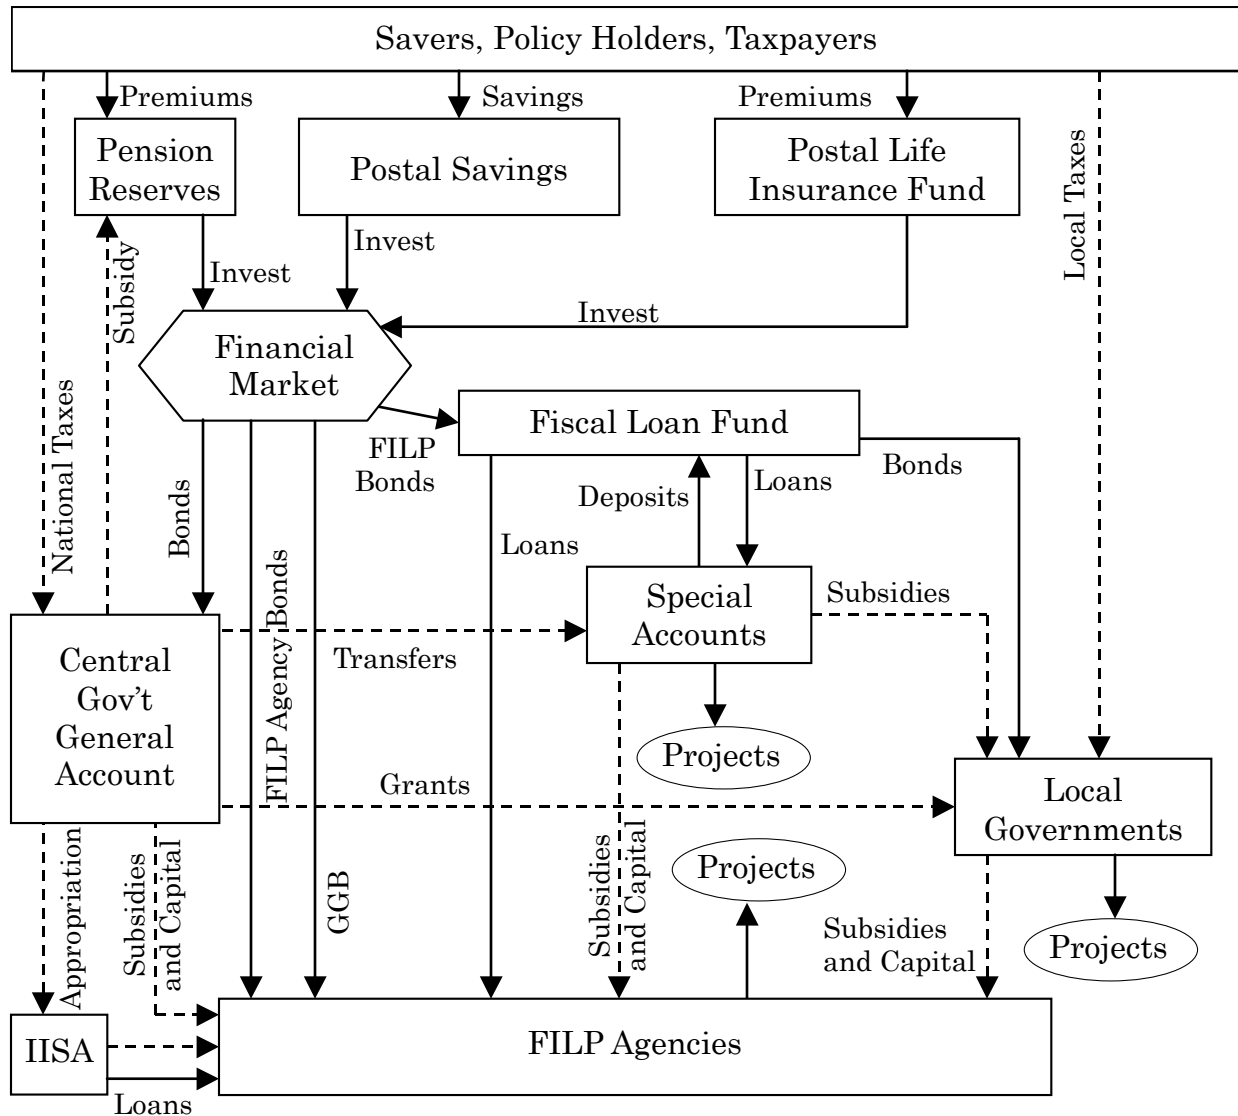 Savers, Policy Holders, Taxpayers
Premiums
Savings
Premiums
Pension
Reserves
Postal Savings
Postal Life
Insurance Fund
Local Taxes
Subsidy
Invest
Invest
Invest
Financial
Market
National Taxes
Bonds
FILP
Bonds
Fiscal Loan Fund
Bonds
Deposits
Loans
Loans
FILP Agency Bonds
Special
Accounts
Subsidies
Transfers
Central
Gov't
General
Account
Projects
Grants
Local
Governments
Appropriation
Subsidies
and Capital
GGB
Subsidies
and Capital
Projects
Subsidies
and Capital
Projects
IISA
FILP Agencies
Loans